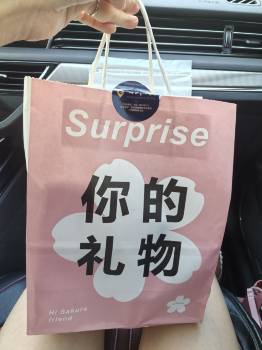 Surprise
你的
礼物
Hi Sakura
friend